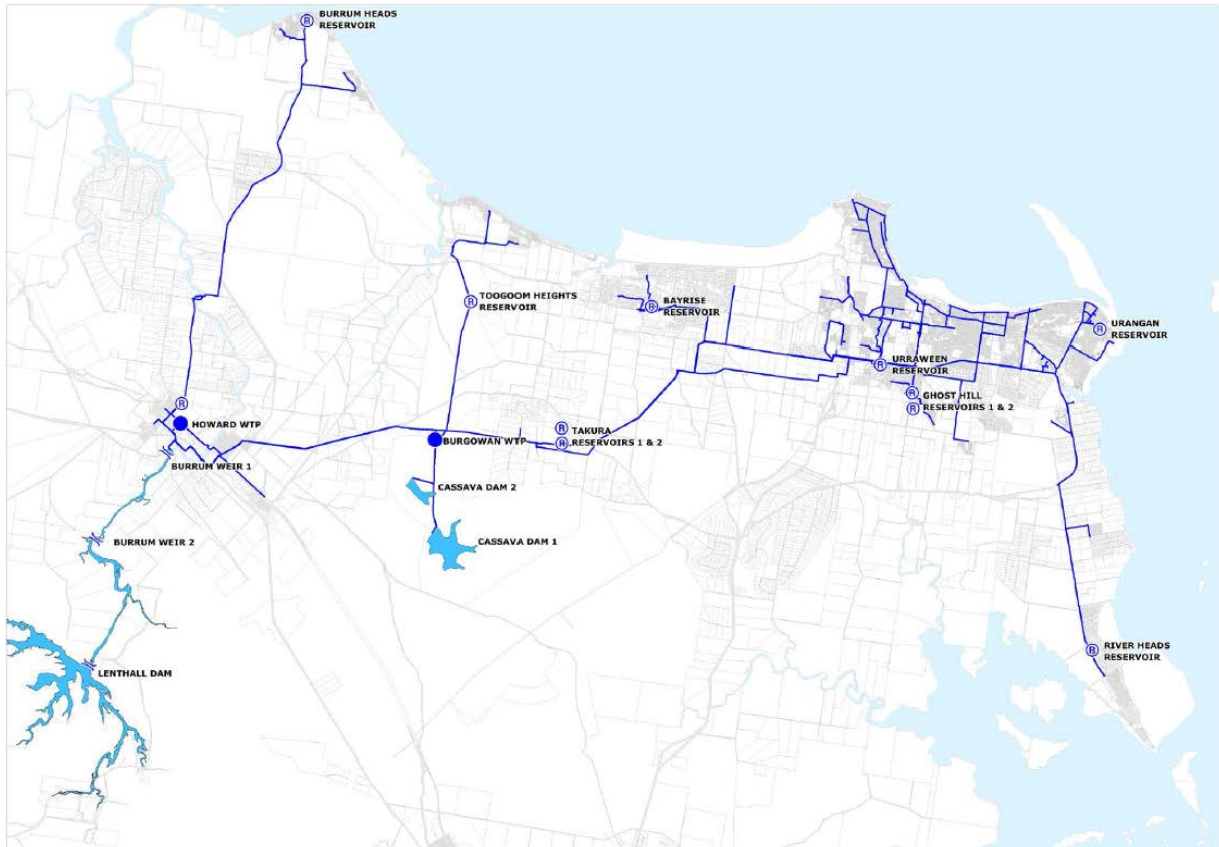 BURRUM HEADS
RESERVOIR
R
TOOGOOM HEIGHTS
RESERVOIR
R
BAYRISE
RESERVOIR
R
URANGAN
RESERVOIR
R
URRAWEEN
RESERVOIR
R
GHOST HILL
RESERVOIRS 1 & 2
R
R
R
HOWARD WTP
TAKURA
RESERVOIRS 1 & 2
R
R
BURGOWAN WTP
BURRUM WEIR 1
CASSAVA DAM 2
BURRUM WEIR 2
CASSAVA DAM 1
RIVER HEADS
RESERVOIR
R
LENTHALL DAM